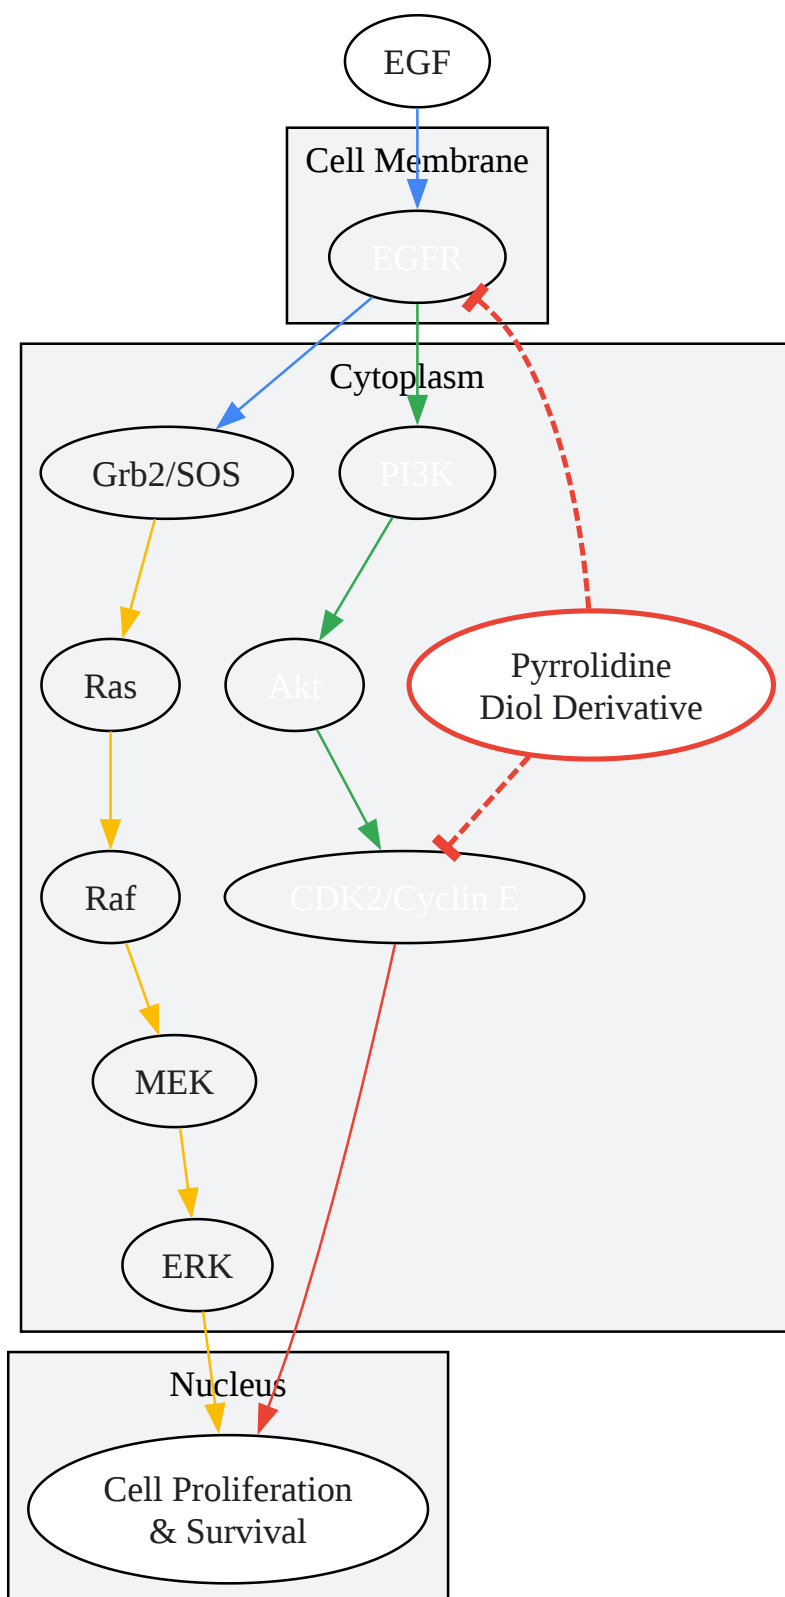 EGF
Cell Membrane
EGFR
Cytoplasm
Grb2/SOS
PI3K
Ras
Akt
Pyrrolidine
Diol Derivative
Raf
CDK2/Cyclin E
MEK
ERK
Nucleus
Cell Proliferation
& Survival